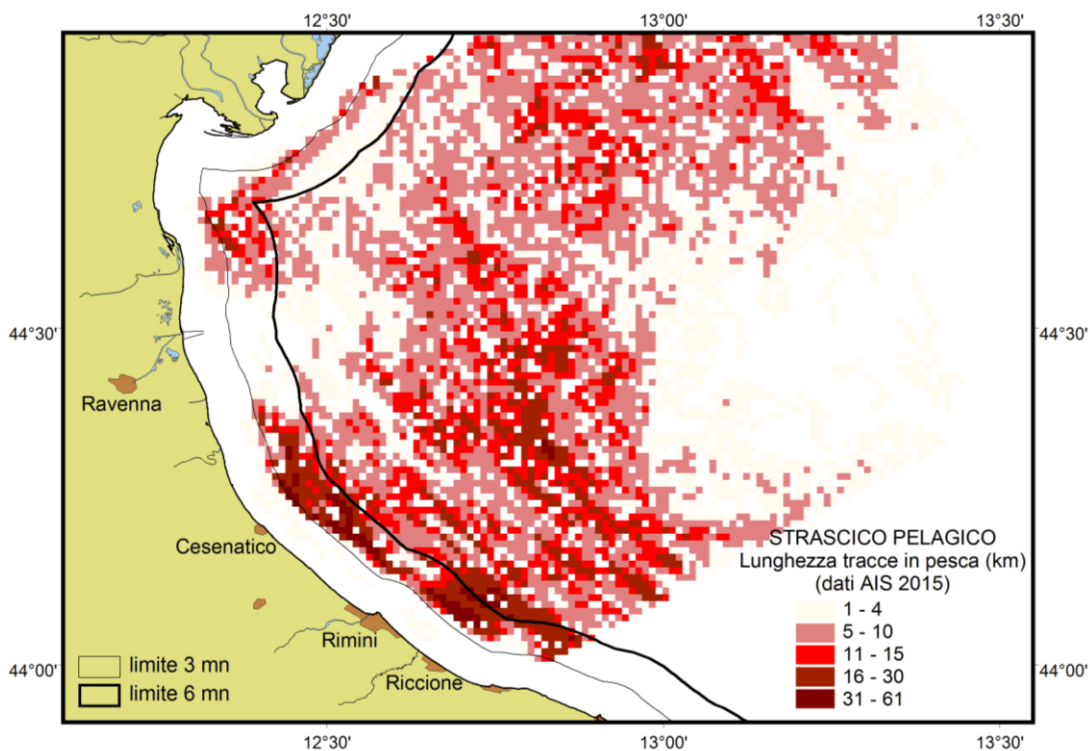 12°30'
13°00'
13°30'
44°30'
44°30'
Ravenna
Cesenatico
Rimini
Riccione
44°00'
44°00'
limite 3 mn
limite 6 mn
STRASCICO PELAGICO
Lunghezza tracce in pesca (km)
(dati AIS 2015)
1 - 4
5 - 10
11 - 15
16 - 30
31 - 61
12°30'
13°00'
13°30'